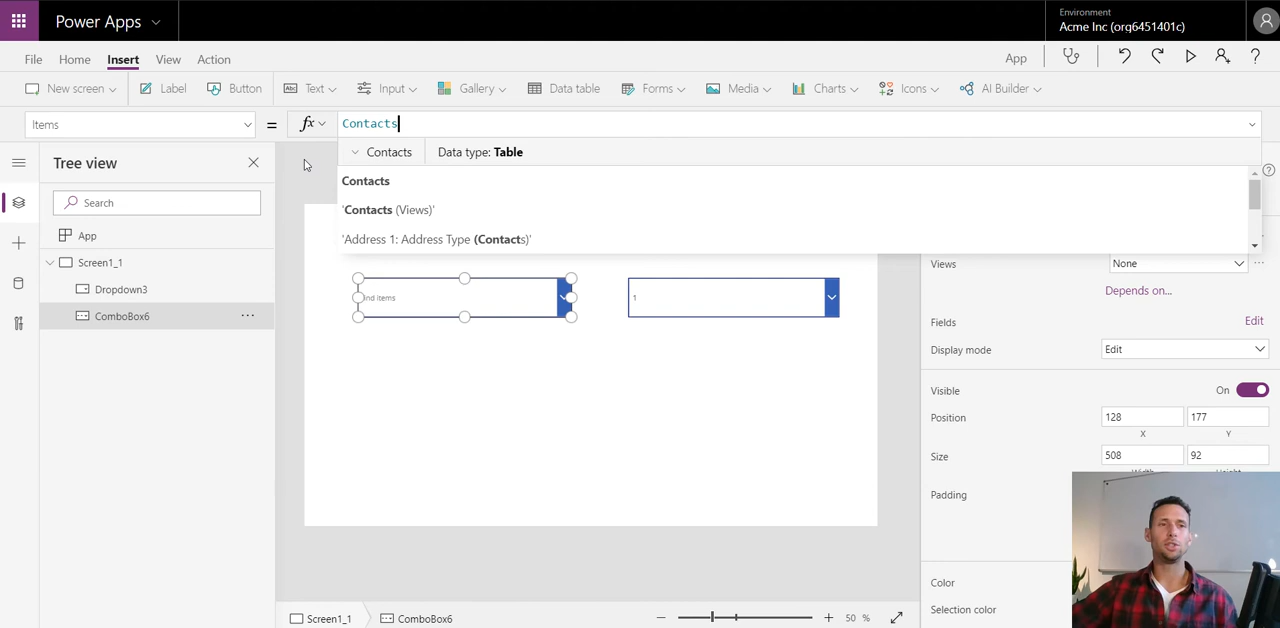 Power Apps
Environment
Acme Inc (org6451401c)
File Home Insert View Action
App
New screen Label Button Text Input Gallery Data table Forms Media Charts Icons AI Builder
Items = fx Contacts
Contacts Data type: Table
Contacts
'Contacts (Views)'
'Address 1: Address Type (Contacts)'
Tree view
Search
App
Screen1_1
Dropdown3
ComboBox6
ind items
1
Views None
Depends on...
Fields Edit
Display mode Edit
Visible On
Position 128 177
X Y
Size 508 92
Padding
Color
Selection color
Screen1_1 ComboBox6
50 %